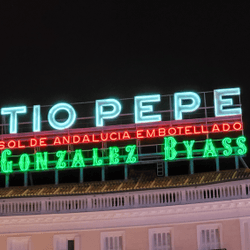 TIO PEPE
SOL DE ANDALUCIA EMBOTELLADO
GONZALEZ BYASS